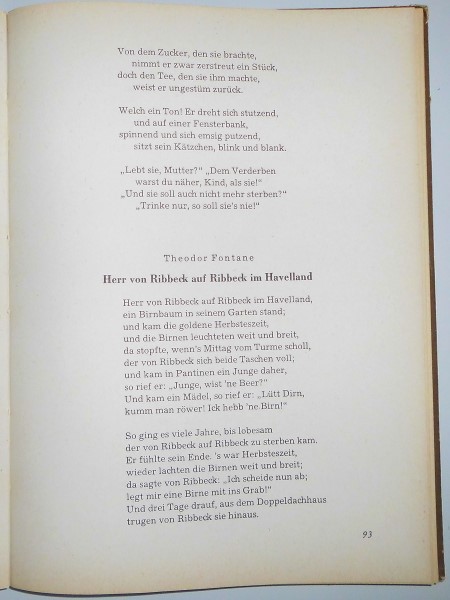 Von dem Zucker, den sie brachte,
nimmt er zwar zerstreut ein Stück,
doch den Tee, den sie ihm machte,
weist er ungestüm zurück.
Welch ein Ton! Er dreht sich stutzend,
und auf einer Fensterbank,
spinnend und sich emsig putzend,
sitzt sein Kätzchen, blink und blank.
„Lebt sie, Mutter?“ „Dem Verderben
warst du näher, Kind, als sie!“
„Und sie soll auch nicht mehr sterben?“
„Trinke nur, so soll sie's nie!“
Theodor Fontane
Herr von Ribbeck auf Ribbeck im Havelland
Herr von Ribbeck auf Ribbeck im Havelland,
ein Birnbaum in seinem Garten stand;
und kam die goldene Herbsteszeit,
und die Birnen leuchteten weit und breit,
da stopfte, wenn's Mittag vom Turme scholl,
der von Ribbeck sich beide Taschen voll;
und kam in Pantinen ein Junge daher,
so rief er: „Junge, wist 'ne Beer?“
Und kam ein Mädel, so rief er: „Lütt Dirn,
kumm man röwer! Ick hebb 'ne Birn!“
So ging es viele Jahre, bis lobesam
der von Ribbeck auf Ribbeck zu sterben kam.
Er fühlte sein Ende. 's war Herbsteszeit,
wieder lachten die Birnen weit und breit;
da sagte von Ribbeck: „Ich scheide nun ab;
legt mir eine Birne mit ins Grab!“
Und drei Tage drauf, aus dem Doppeldachhaus
trugen von Ribbeck sie hinaus.
93